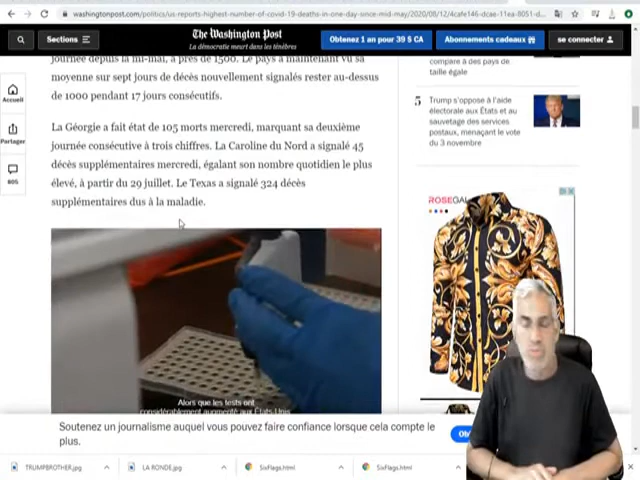 washingtonpost.com/politics/us-reports-highest-number-of-covid-19-deaths-in-one-day-since-mid-may/2020/08/12/4cafe146-dcae-11ea-8051-d...
Sections
The Washington Post
La démocratie meurt dans les ténèbres
Obtenez 1 an pour 39 $ CA
Abonnements cadeaux
se connecter
Accueil
Partager
805
journée depuis la mi-mai, à près de 1500. Le pays a maintenant vu sa
moyenne sur sept jours de décès nouvellement signalés rester au-dessus
de 1000 pendant 17 jours consécutifs.
La Géorgie a fait état de 105 morts mercredi, marquant sa deuxième
journée consécutive à trois chiffres. La Caroline du Nord a signalé 45
décès supplémentaires mercredi, égalant son nombre quotidien le plus
élevé, à partir du 29 juillet. Le Texas a signalé 324 décès
supplémentaires dus à la maladie.
Alors que les tests ont
considérablement augmenté aux États-Unis
comparé à des pays de
taille égale
5
Trump s'oppose à l'aide
électorale aux États et au
sauvetage des services
postaux, menaçant le vote
du 3 novembre
ROSEGAL
Soutenez un journalisme auquel vous pouvez faire confiance lorsque cela compte le
plus.
TRUMPBROTHER.jpg
LA RONDE.jpg
SixFlags.html
SixFlags.html